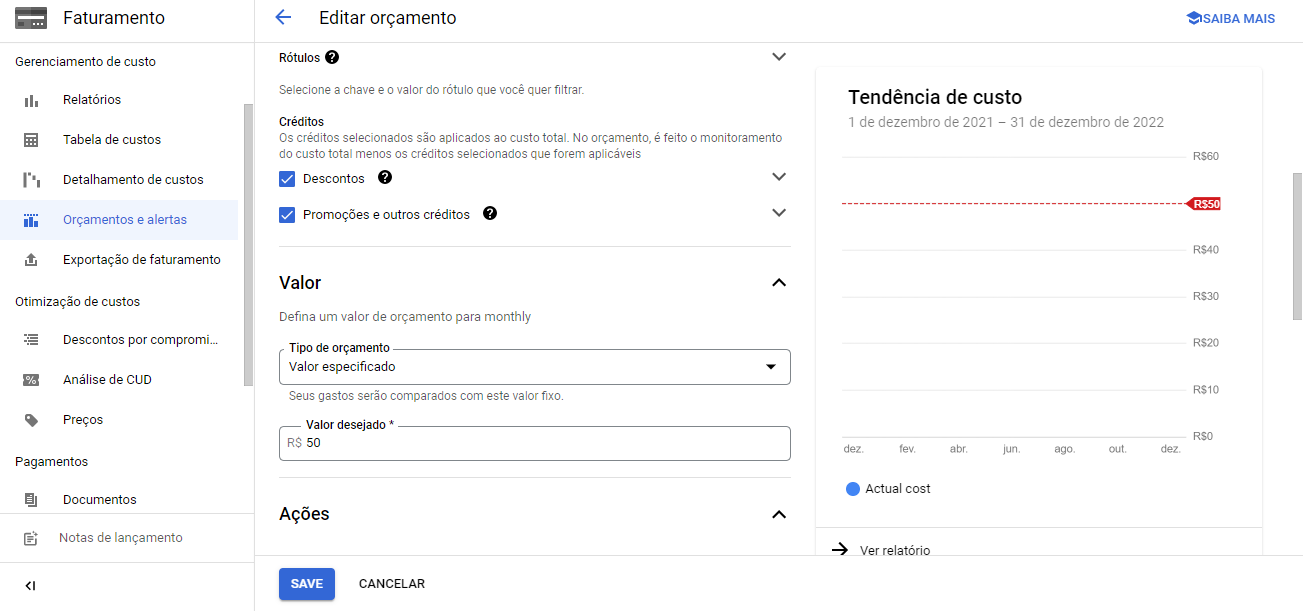 Faturamento
Editar orçamento
SAIBA MAIS
Gerenciamento de custo
Relatórios
Tabela de custos
Detalhamento de custos
Orçamentos e alertas
Exportação de faturamento
Otimização de custos
Descontos por compromi...
Análise de CUD
Preços
Pagamentos
Documentos
Notas de lançamento
Rótulos
Selecione a chave e o valor do rótulo que você quer filtrar.
Créditos
Os créditos selecionados são aplicados ao custo total. No orçamento, é feito o monitoramento
do custo total menos os créditos selecionados que forem aplicáveis
Descontos
Promoções e outros créditos
Valor
Defina um valor de orçamento para monthly
Tipo de orçamento
Valor especificado
Seus gastos serão comparados com este valor fixo.
Valor desejado *
R$ 50
Ações
SAVE CANCELAR
Tendência de custo
1 de dezembro de 2021 – 31 de dezembro de 2022
R$60
R$50
R$40
R$30
R$20
R$10
R$0
dez. fev. abr. jun. ago. out. dez.
Actual cost
Ver relatório